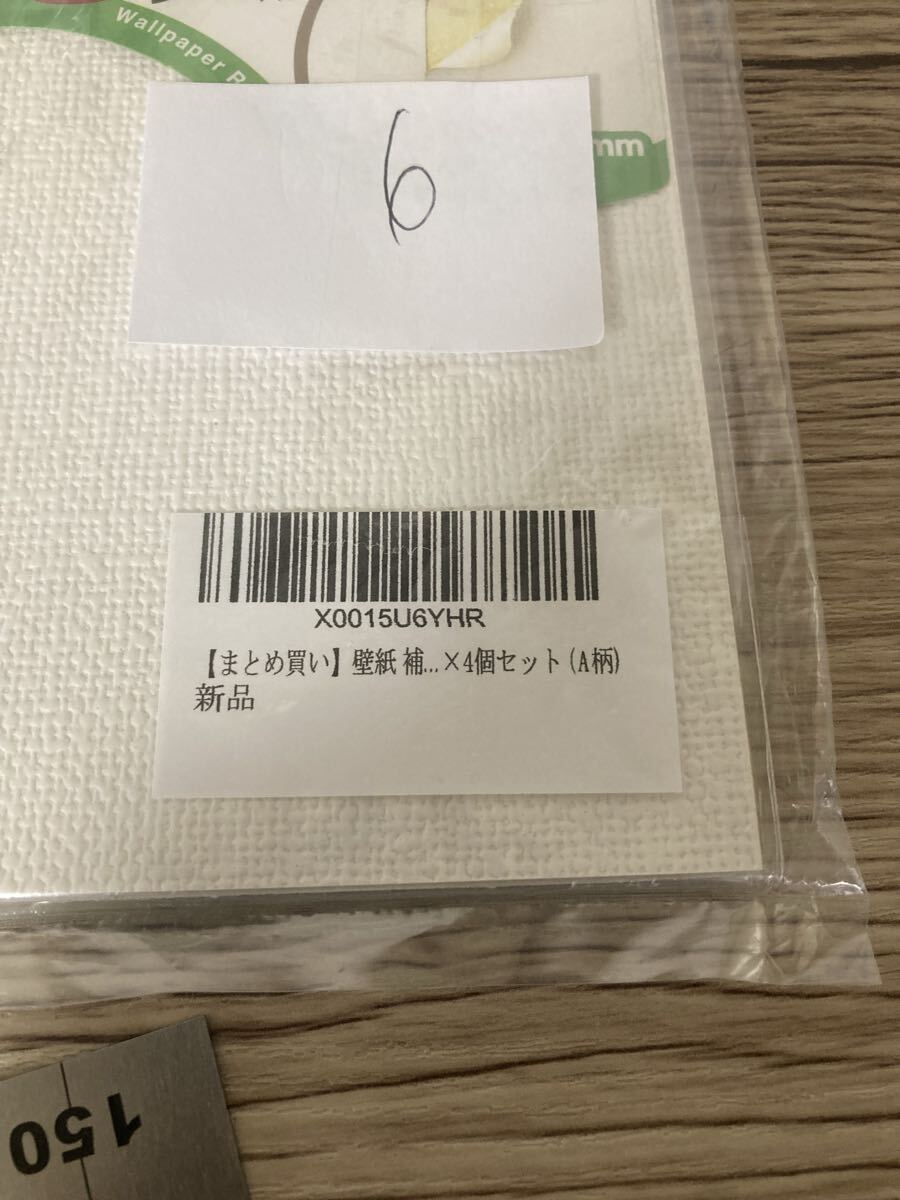 Wallpaper R
6
mm
X0015U6YHR
【まとめ買い】壁紙 補...×4個セット (A柄)
新品
150